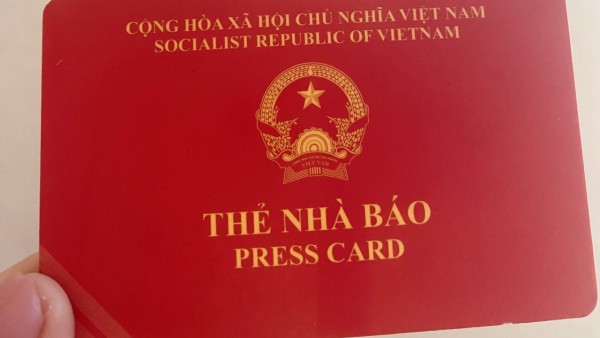 CỘNG HÒA XÃ HỘI CHỦ NGHĨA VIỆT NAM
SOCIALIST REPUBLIC OF VIETNAM
VIỆT NAM
THẺ NHÀ BÁO
PRESS CARD